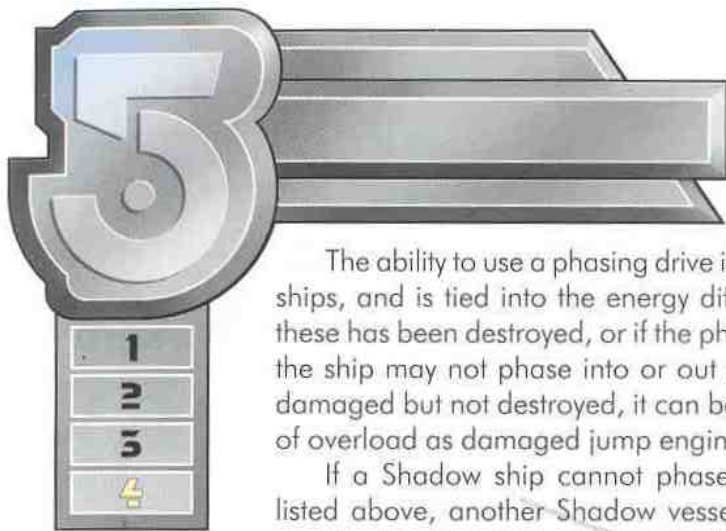 5
The ability to use a phasing drive i
ships, and is tied into the energy dif
1
these has been destroyed, or if the ph
2
the ship may not phase into or out
damaged but not destroyed, it can be
3
of overload as damaged jump engin
4
If a Shadow ship cannot phase
listed above, another Shadow vesse